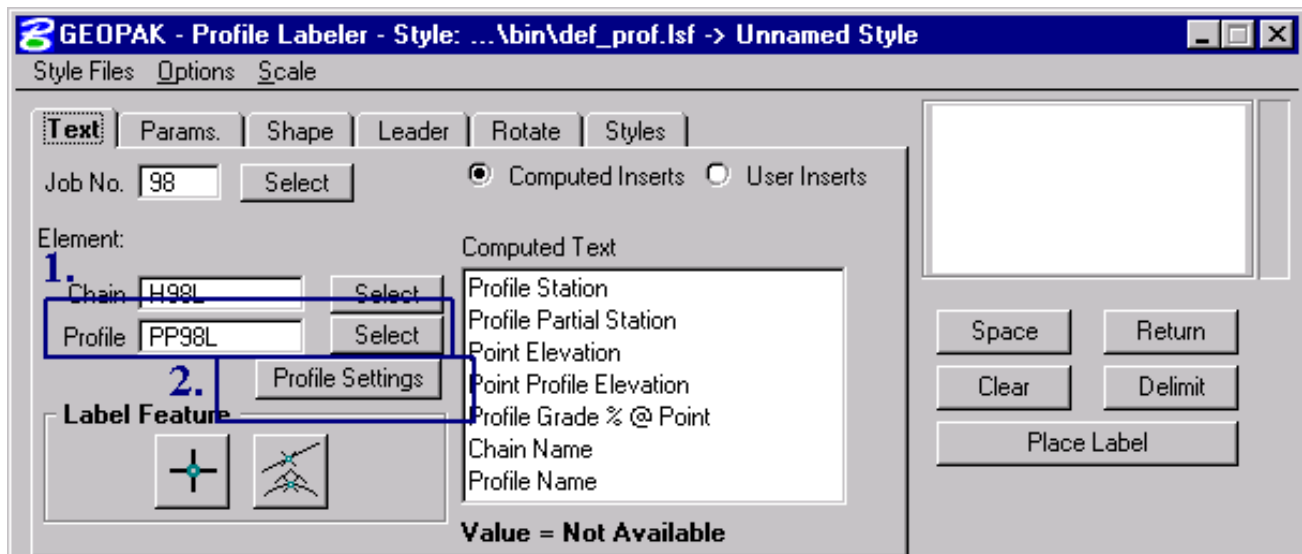 GEOPAK - Profile Labeler - Style: ...\bin\def_prof.lsf -> Unnamed Style
Style Files Options Scale
Text Params. Shape Leader Rotate Styles
Job No. 98 Select Computed Inserts User Inserts
Element:
Computed Text
1.
Chain H98L Select
Profile PP98L Select
2. Profile Settings
Label Feature
Profile Station
Profile Partial Station
Point Elevation
Point Profile Elevation
Profile Grade % @ Point
Chain Name
Profile Name
Value = Not Available
Space Return
Clear Delimit
Place Label